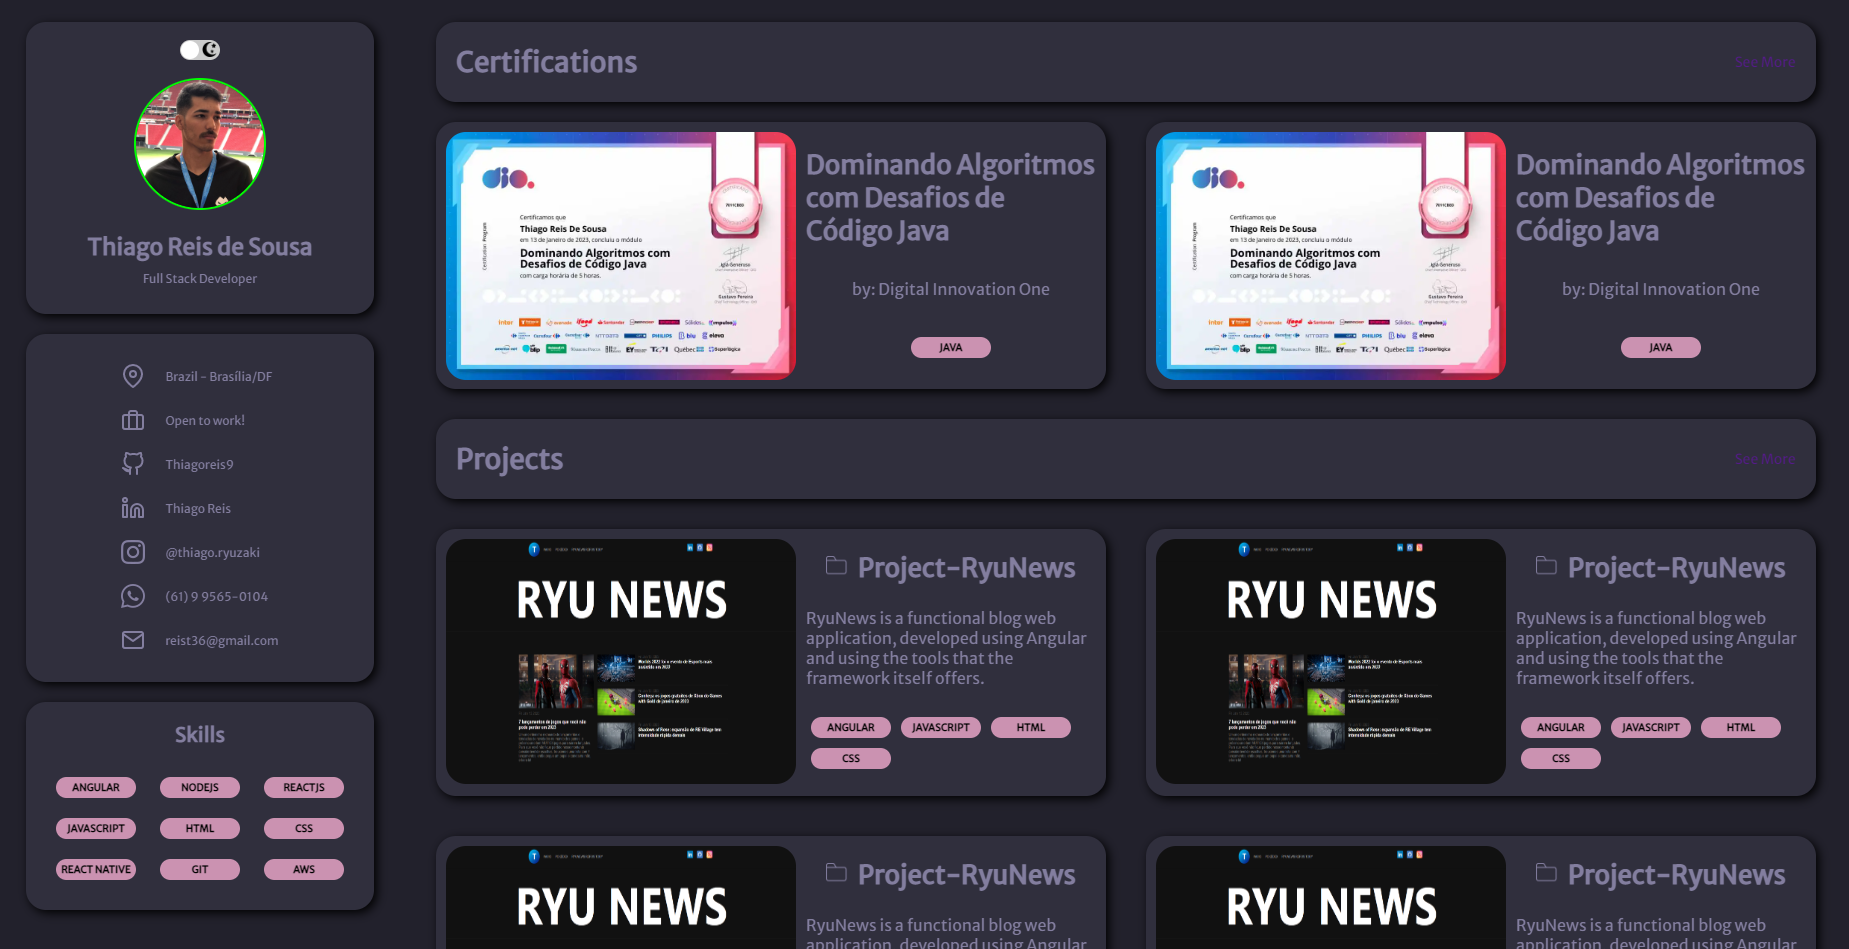 Thiago Reis de Sousa
Full Stack Developer
Brazil - Brasília/DF
Open to work!
Thiagoreis9
Thiago Reis
@thiago.ryuzaki
(61) 9 9565-0104
reist36@gmail.com
Skills
ANGULAR
NODEJS
REACTJS
JAVASCRIPT
HTML
CSS
REACT NATIVE
GIT
AWS
Certifications
See More
dio.
Certificamos que
Thiago Reis De Sousa
em 13 de janeiro de 2023, concluiu o módulo
Dominando Algoritmos com
Desafios de Código Java
com carga horária de 5 horas.
Certification Program
Dominando Algoritmos
com Desafios de
Código Java
by: Digital Innovation One
JAVA
dio.
Certificamos que
Thiago Reis De Sousa
em 13 de janeiro de 2023, concluiu o módulo
Dominando Algoritmos com
Desafios de Código Java
com carga horária de 5 horas.
Certification Program
Dominando Algoritmos
com Desafios de
Código Java
by: Digital Innovation One
JAVA
Projects
See More
RYU NEWS
Project-RyuNews
RyuNews is a functional blog web
application, developed using Angular
and using the tools that the
framework itself offers.
ANGULAR
JAVASCRIPT
HTML
CSS
RYU NEWS
Project-RyuNews
RyuNews is a functional blog web
application, developed using Angular
and using the tools that the
framework itself offers.
ANGULAR
JAVASCRIPT
HTML
CSS
RYU NEWS
Project-RyuNews
RyuNews is a functional blog web
application, developed using Angular
RYU NEWS
Project-RyuNews
RyuNews is a functional blog web
application, developed using Angular